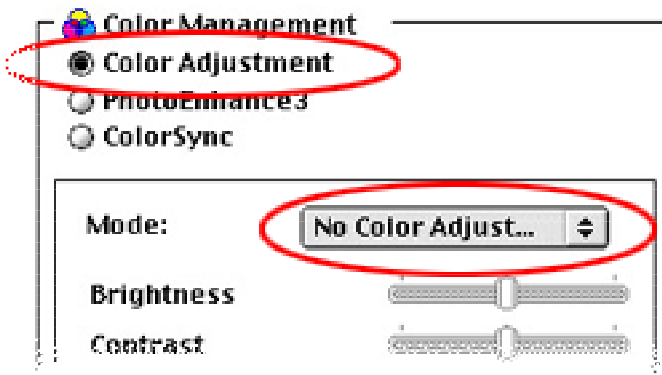 Color Management
Color Adjustment
PhotoEnhance3
ColorSync
Mode: No Color Adjust...
Brightness
Contrast